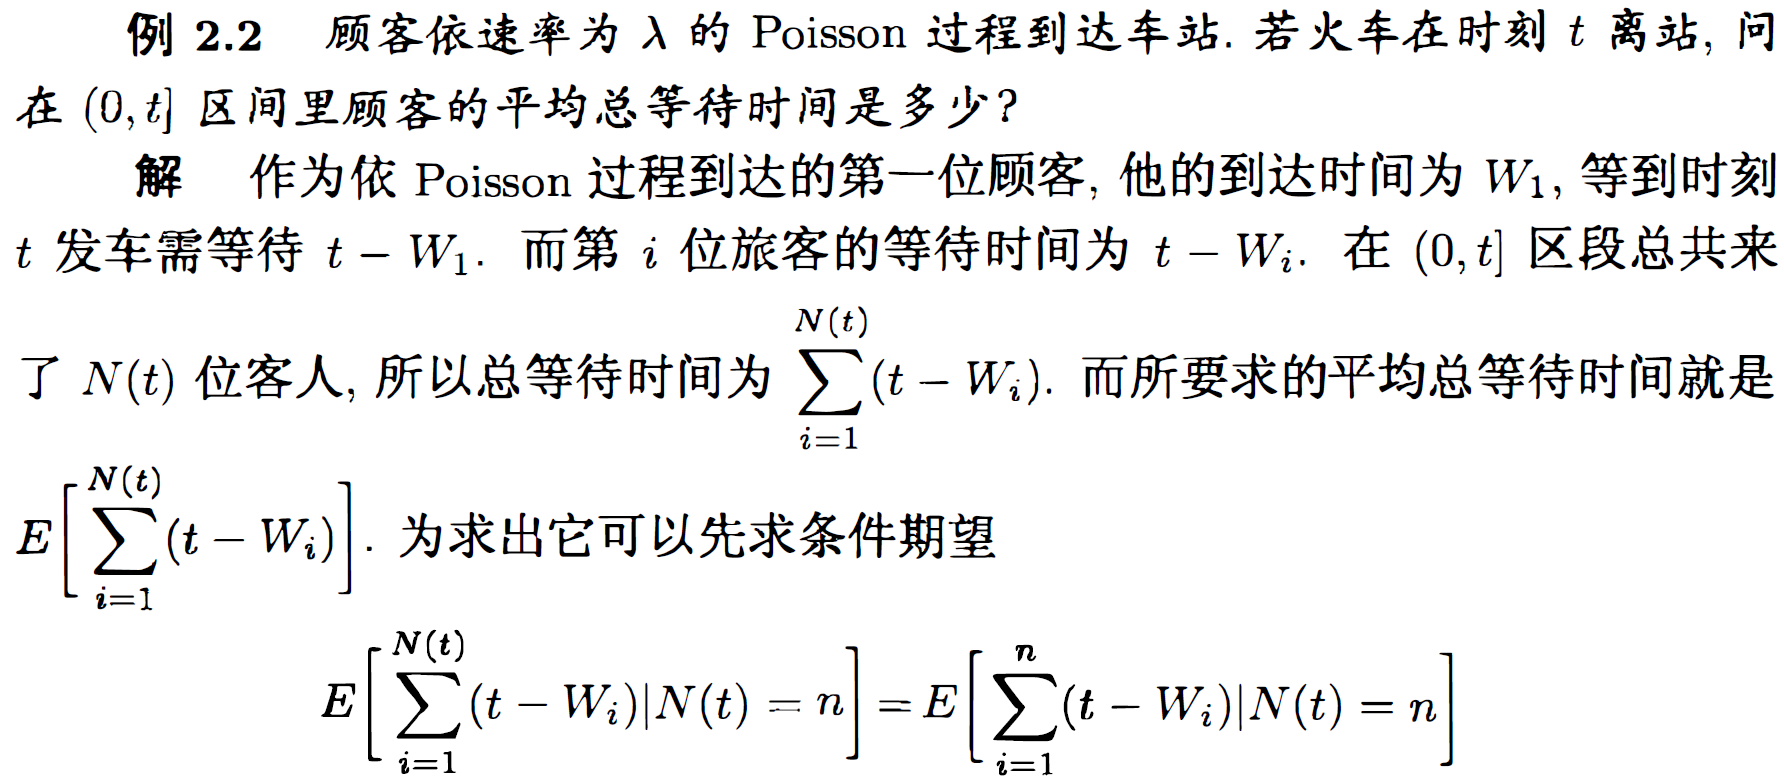 例 2.2 顾客依速率为 λ 的 Poisson 过程到达车站. 若火车在时刻 t 离站, 问
在 (0, t] 区间里顾客的平均总等待时间是多少?
解 作为依 Poisson 过程到达的第一位顾客, 他的到达时间为 W₁, 等到时刻
t 发车需等待 t − W₁. 而第 i 位旅客的等待时间为 t − Wᵢ. 在 (0, t] 区段总共来
了 N(t) 位客人, 所以总等待时间为 \sum_{i=1}^{N(t)}(t − Wᵢ). 而所要求的平均总等待时间就是
E[\sum_{i=1}^{N(t)}(t − Wᵢ)]. 为求出它可以先求条件期望
E[\sum_{i=1}^{N(t)}(t − Wᵢ)|N(t) = n] = E[\sum_{i=1}^{n}(t − Wᵢ)|N(t) = n]